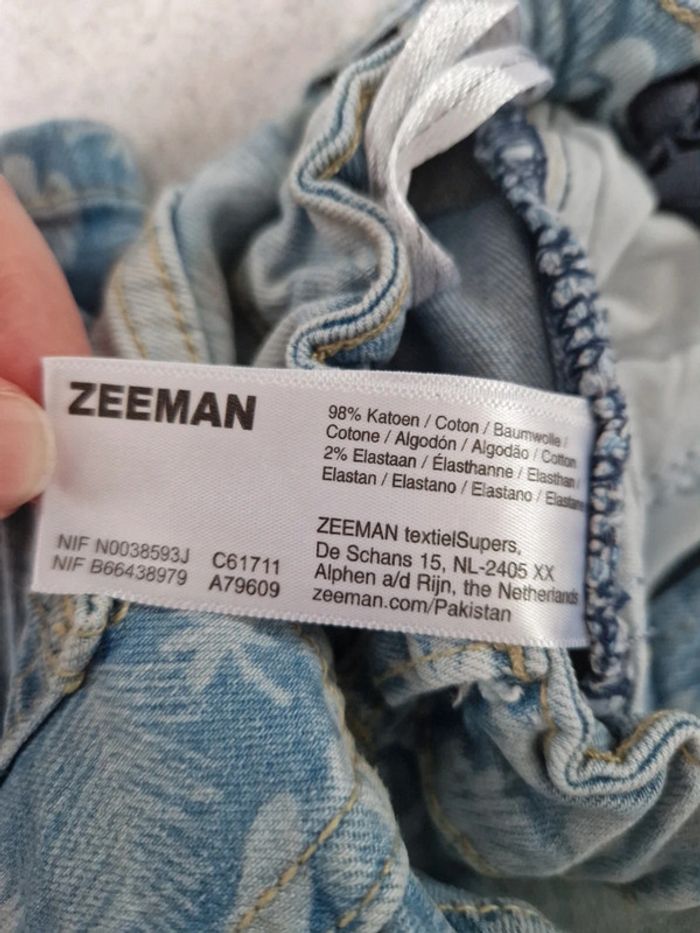 ZEEMAN
98% Katoen / Coton / Baumwolle /
Cotone / Algodón / Algodão / Cotton
2% Elastaan / Élasthanne / Elasthan /
Elastan / Elastano / Elastano / Elastane
ZEEMAN textielSupers,
De Schans 15, NL-2405 XX
Alphen a/d Rijn, the Netherlands
zeeman.com/Pakistan
NIF N0038593J C61711
NIF B66438979 A79609